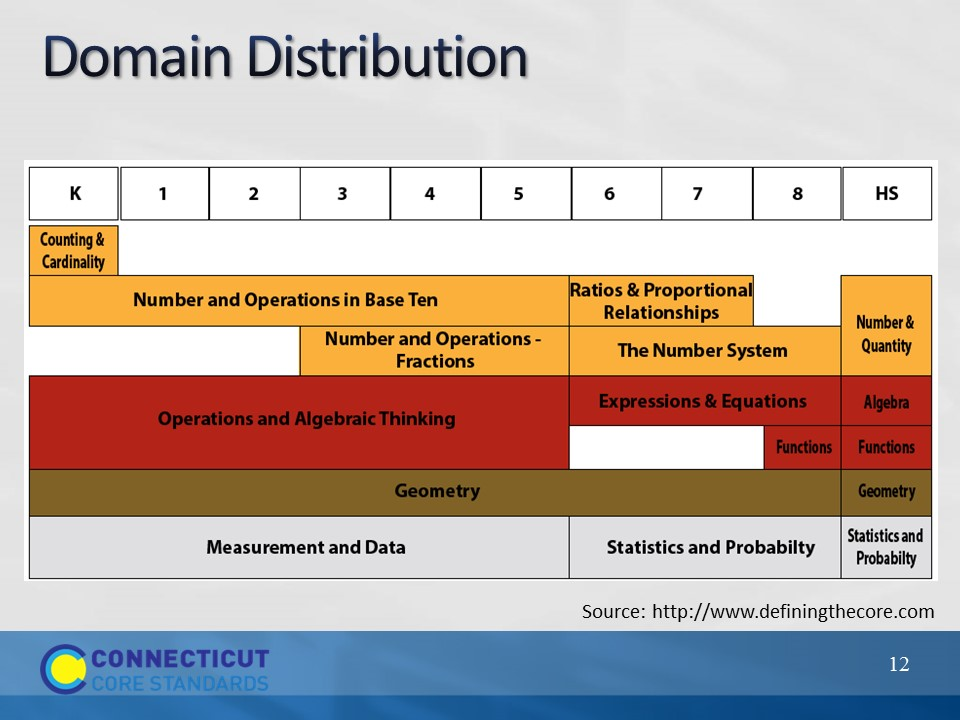 Domain Distribution
K 1 2 3 4 5 6 7 8 HS
Counting &
Cardinality
Number and Operations in Base Ten
Ratios & Proportional
Relationships
Number &
Quantity
Number and Operations -
Fractions
The Number System
Operations and Algebraic Thinking
Expressions & Equations
Algebra
Functions
Functions
Geometry
Geometry
Measurement and Data
Statistics and Probabilty
Statistics and
Probabilty
Source: http://www.definingthecore.com
CONNECTICUT
CORE STANDARDS
12